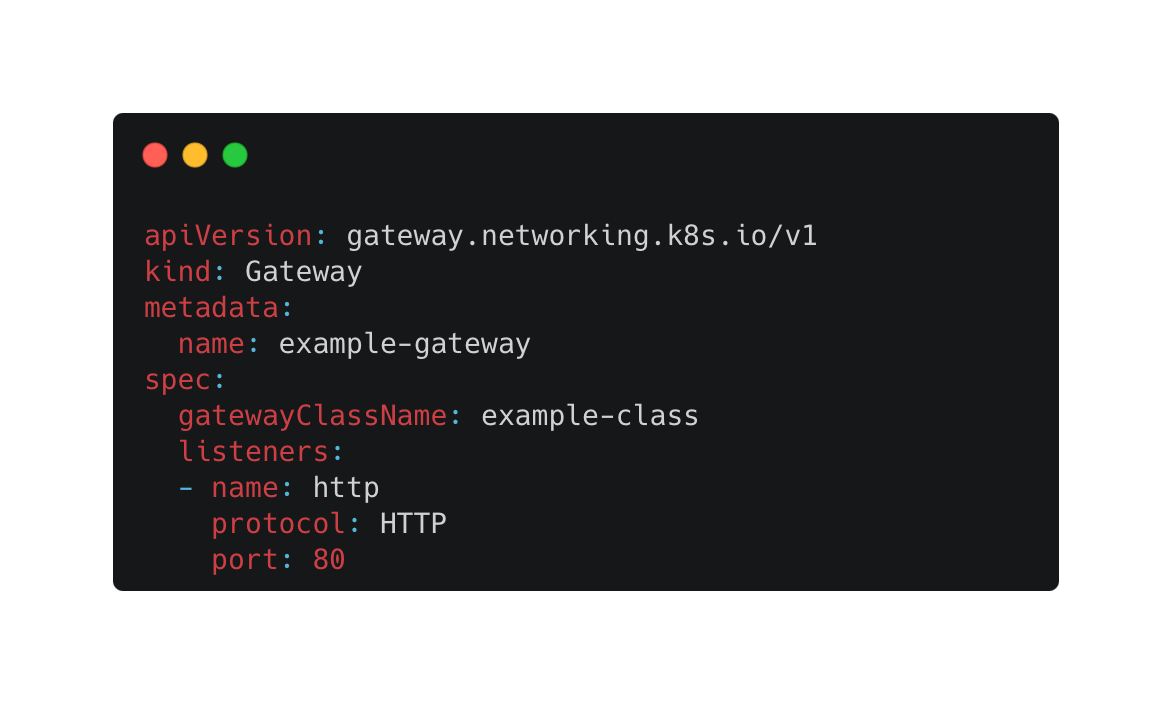 apiVersion: gateway.networking.k8s.io/v1
kind: Gateway
metadata:
  name: example-gateway
spec:
  gatewayClassName: example-class
  listeners:
  - name: http
    protocol: HTTP
    port: 80